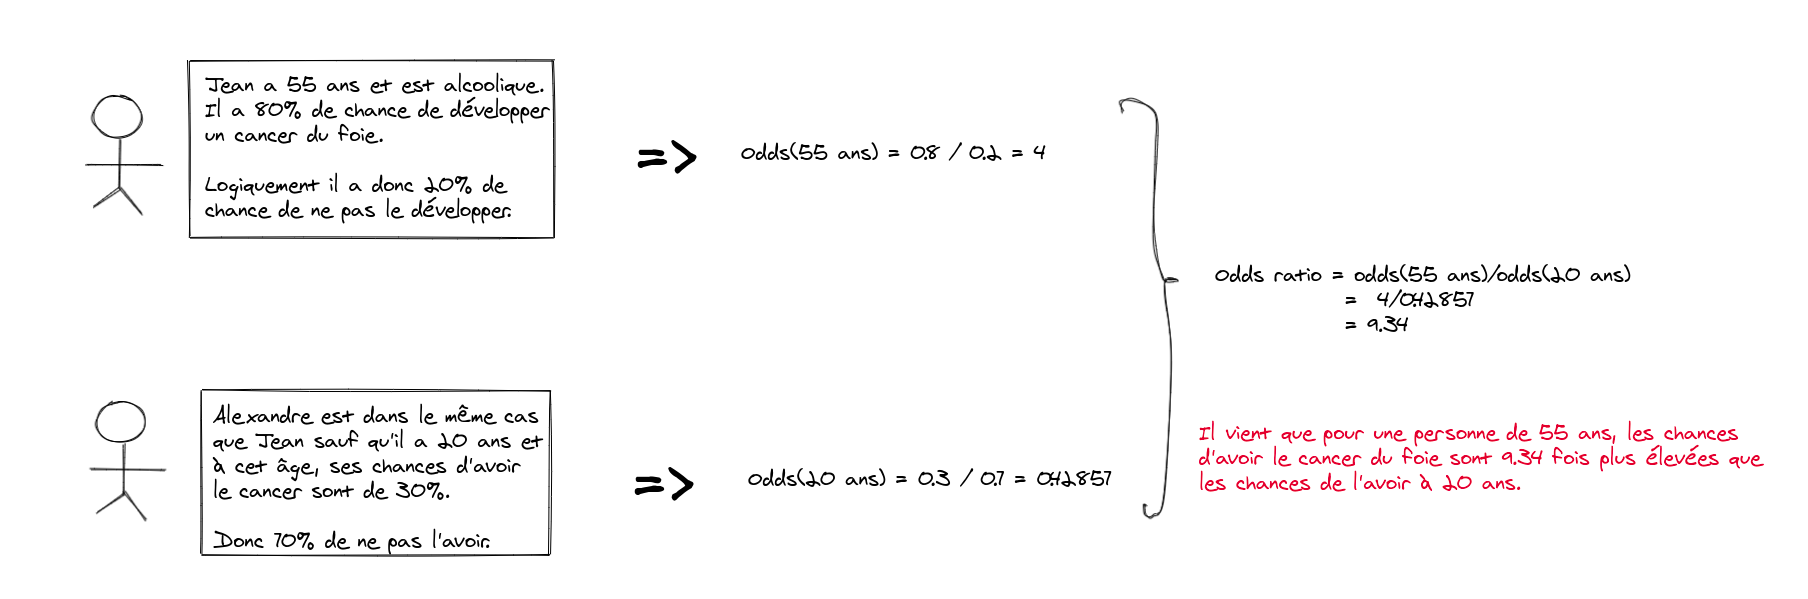 Jean a 55 ans et est alcoolique.
Il a 80% de chance de développer
un cancer du foie.
Logiquement il a donc 20% de
chance de ne pas le développer.
=> odds(55 ans) = 0.8 / 0.2 = 4
odds ratio = odds(55 ans)/odds(20 ans)
= 4/0.42857
= 9.34
Alexandre est dans le même cas
que Jean sauf qu'il a 20 ans et
à cet âge, ses chances d'avoir
le cancer sont de 30%.
Donc 70% de ne pas l'avoir.
=> odds(20 ans) = 0.3 / 0.7 = 0.42857
Il vient que pour une personne de 55 ans, les chances
d'avoir le cancer du foie sont 9.34 fois plus élevées que
les chances de l'avoir à 20 ans.